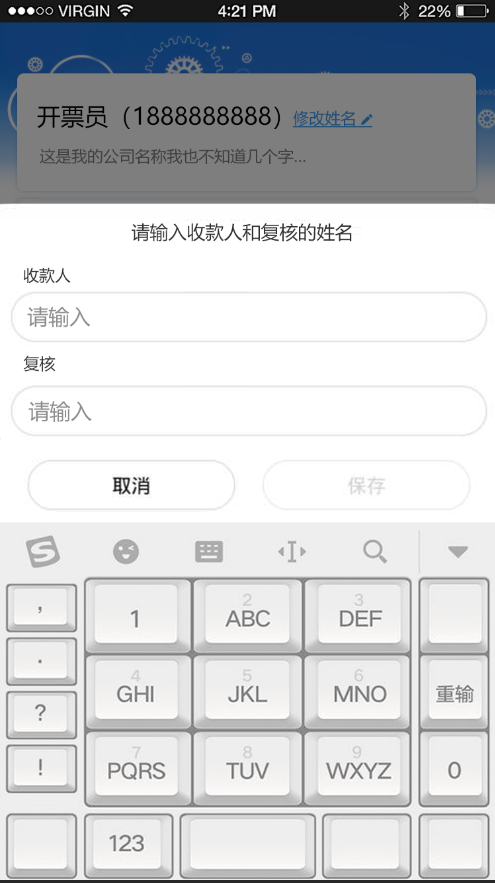 VIRGIN 4:21 PM 22%
开票员（1888888888）修改姓名
这是我的公司名称我也不知道几个字...
请输入收款人和复核的姓名
收款人
请输入
复核
请输入
取消 保存
S
, 1 2 ABC 3 DEF
.
4 GHI 5 JKL 6 MNO 重输
?
! 7 PQRS 8 TUV 9 WXYZ 0
123